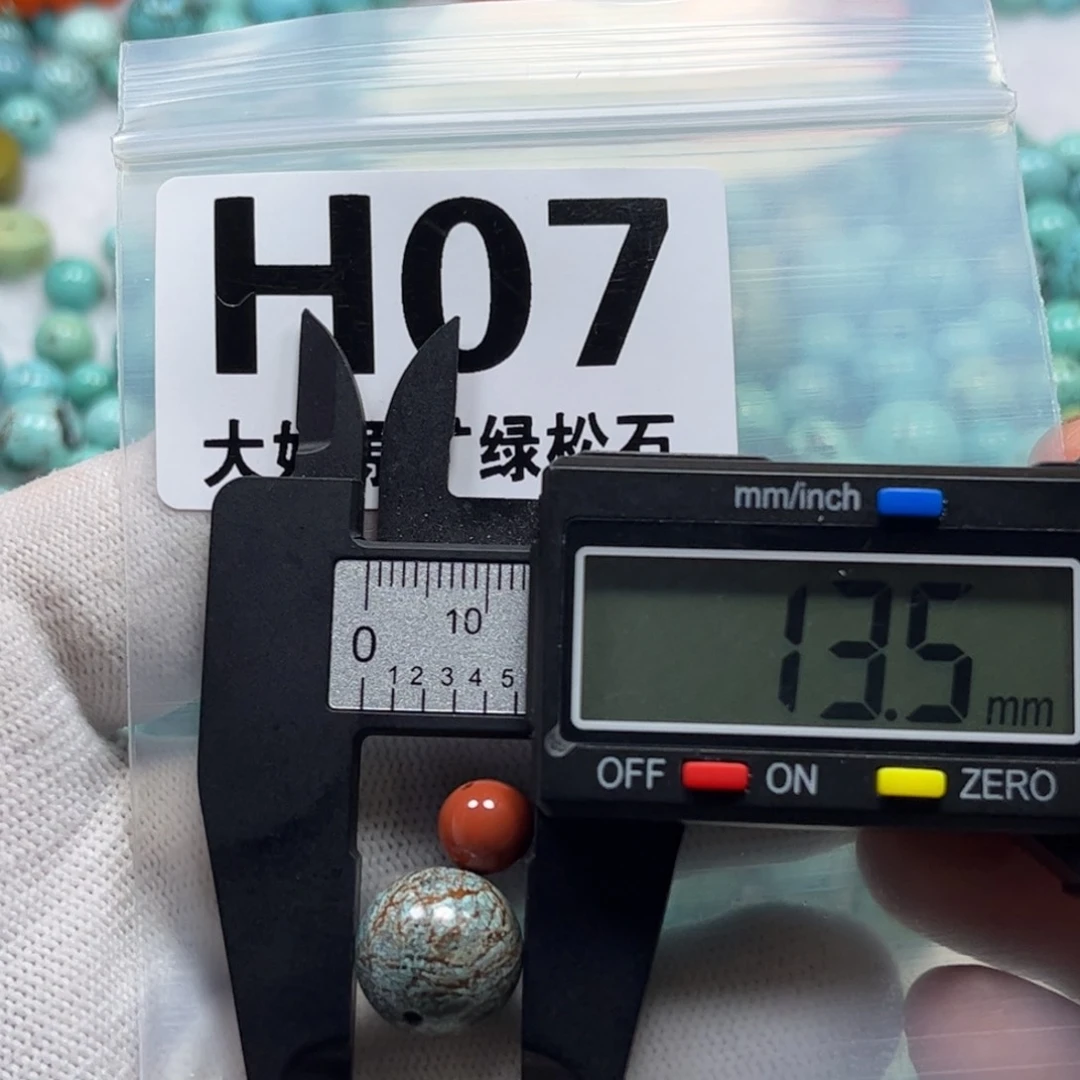 H07
大 绿松石
mm/inch
13.5 mm
0 10
1 2 3 4 5
OFF ON ZERO